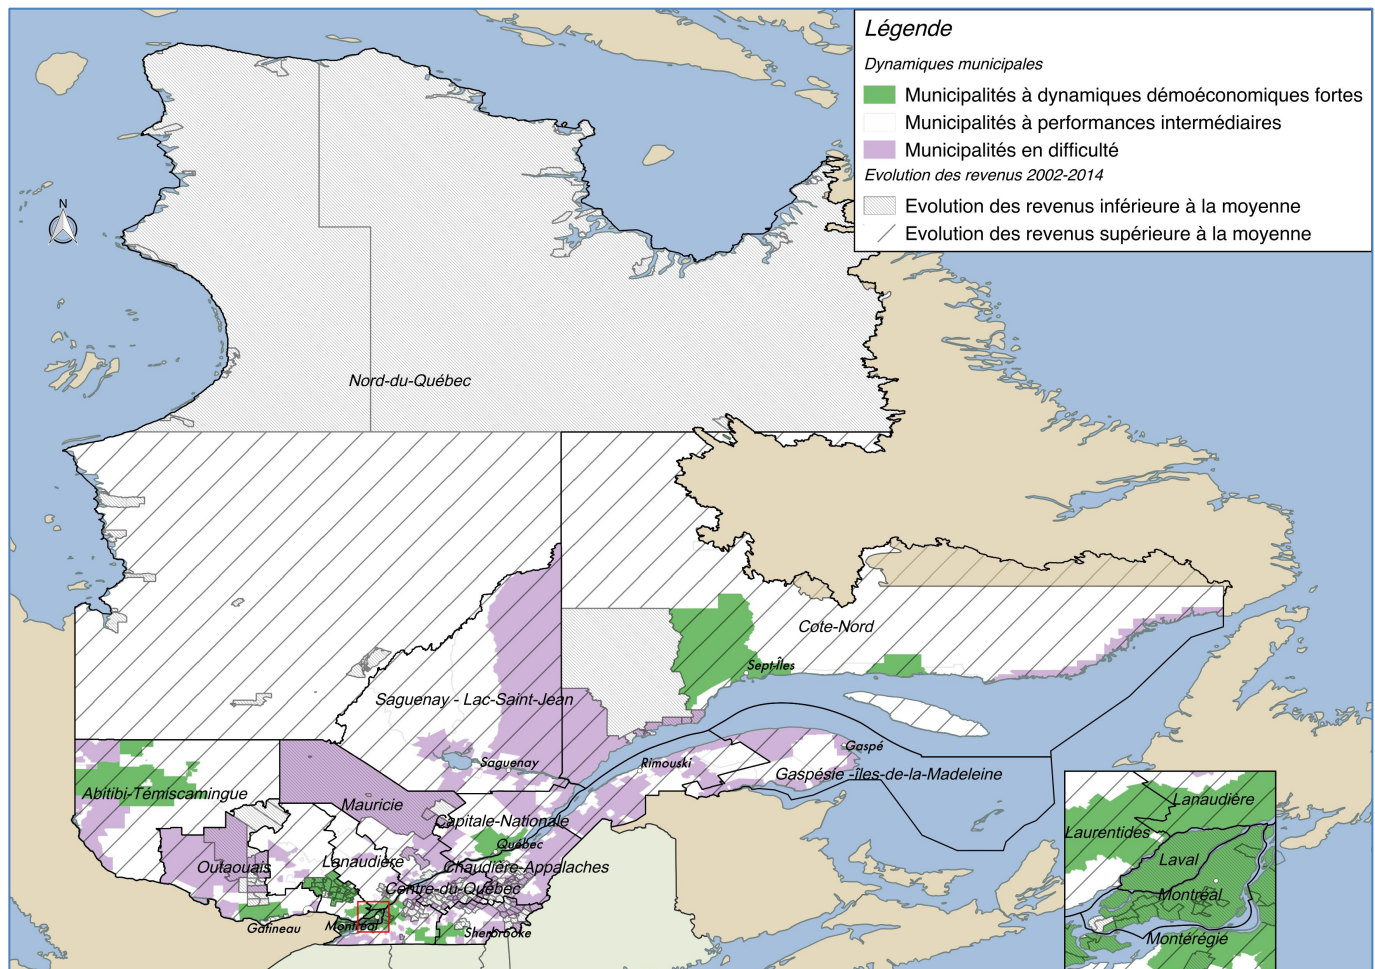 Légende
Dynamiques municipales
Municipalités à dynamiques démoéconomiques fortes
Municipalités à performances intermédiaires
Municipalités en difficulté
Evolution des revenus 2002-2014
Evolution des revenus inférieure à la moyenne
Evolution des revenus supérieure à la moyenne
N
Nord-du-Québec
Cote-Nord
Sept-Îles
Saguenay - Lac-Saint-Jean
Gaspé
Saguenay
Rimouski
Gaspésie -îles-de-la-Madeleine
Abitibi-Témiscamingue
Mauricie
Capitale-Nationale
Québec
Outaouais
Lanaudière
Chaudière-Appalaches
Centre-du-Québec
Gatineau
Montréal
Sherbrooke
Lanaudière
Laurentides
Laval
Montréal
Montérégie